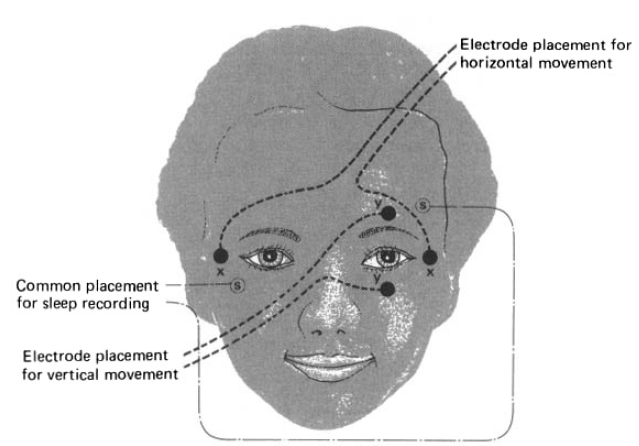 Electrode placement for
horizontal movement
y
s
x
x
s
y
Common placement
for sleep recording
Electrode placement
for vertical movement